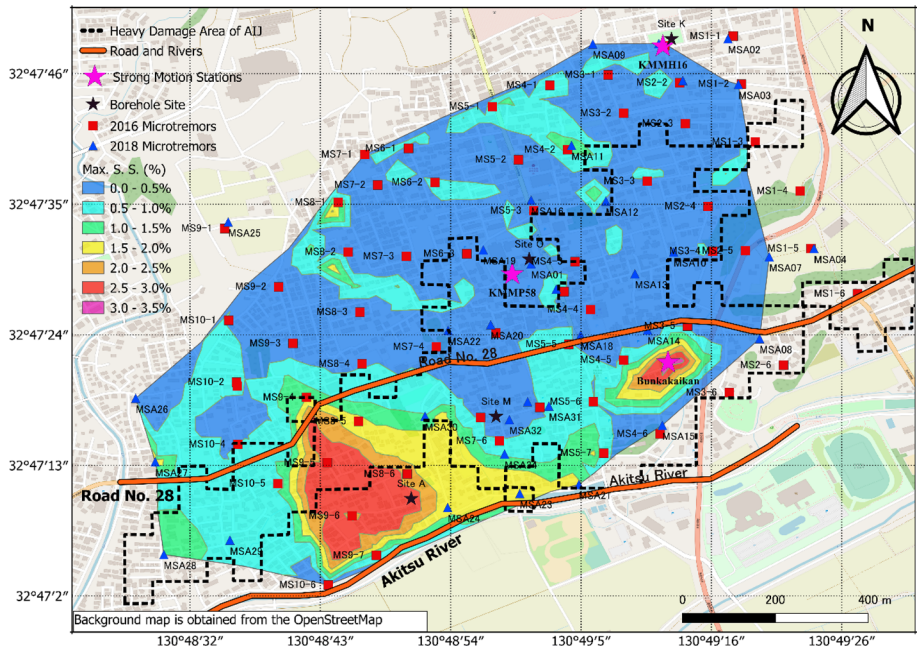 Heavy Damage Area of AIJ
Road and Rivers
Strong Motion Stations
Borehole Site
2016 Microtremors
2018 Microtremors
Max. S. S. (%)
0.0 - 0.5%
0.5 - 1.0%
1.0 - 1.5%
1.5 - 2.0%
2.0 - 2.5%
2.5 - 3.0%
3.0 - 3.5%
N
32°47′46″
32°47′35″
32°47′24″
32°47′13″
32°47′2″
Site K
MS1-1
MSA02
MSA09
KMMH16
MS3-1
MS4-1
MS2-2
MS1-2
MSA03
MS5-1
MS3-2
MS2-3
MS1-3
MS6-1
MS7-1
MS4-2
MSA11
MS5-2
MS7-2
MS6-2
MS3-3
MS1-4
MS8-1
MS5-3
MSA16
MSA12
MS2-4
MS9-1
MSA25
Site O
MS8-2
MS7-3
MS6-3
MSA19
MS4-3
MSA01
MS3-4
MSA10
MS2-5
MS1-5
MSA04
MSA07
KMMP58
MSA13
MS9-2
MS1-6
MS8-3
MS4-4
MS10-1
MSA22
MSA20
MS3-5
MSA14
MS9-3
MS7-4
Road No. 28
MS5-5
MSA18
MSA08
MS8-4
MS4-5
MS2-6
Bunkakaikan
MS10-2
MS9-4
MS5-6
MS3-6
MSA26
Site M
MSA31
MS8-5
MSA30
MSA32
MS7-6
MS4-6
MSA15
MS10-4
MS5-7
MSA27
MS9-5
MS8-6
Site A
MS10-5
Akitsu River
Road No. 28
MSA21
MSA23
MSA24
MS9-6
MSA29
MSA28
MS9-7
Akitsu River
MS10-6
0 200 400 m
Background map is obtained from the OpenStreetMap
130°48′32″ 130°48′43″ 130°48′54″ 130°49′5″ 130°49′16″ 130°49′26″